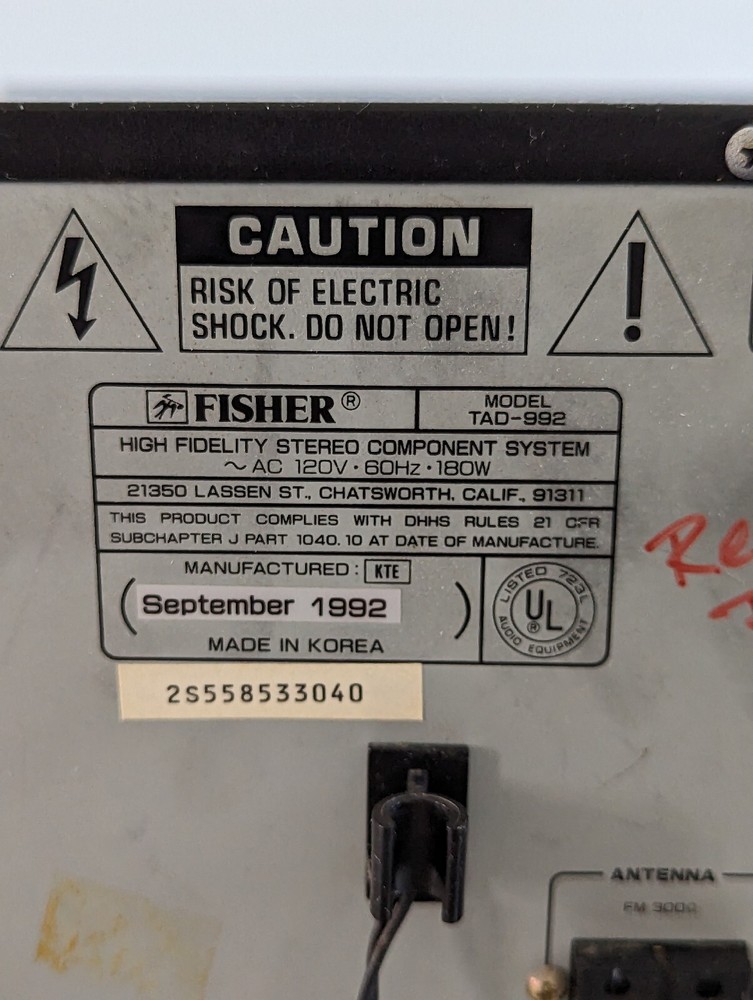 CAUTION
RISK OF ELECTRIC
SHOCK. DO NOT OPEN!
FISHER®
MODEL
TAD-992
HIGH FIDELITY STEREO COMPONENT SYSTEM
~ AC 120V · 60Hz · 180W
21350 LASSEN ST., CHATSWORTH, CALIF., 91311
THIS PRODUCT COMPLIES WITH DHHS RULES 21 CFR
SUBCHAPTER J PART 1040.10 AT DATE OF MANUFACTURE.
MANUFACTURED: KTE
(September 1992)
MADE IN KOREA
LISTED 723L
UL®
AUDIO EQUIPMENT
2S558533040
ANTENNA
FM 300Ω